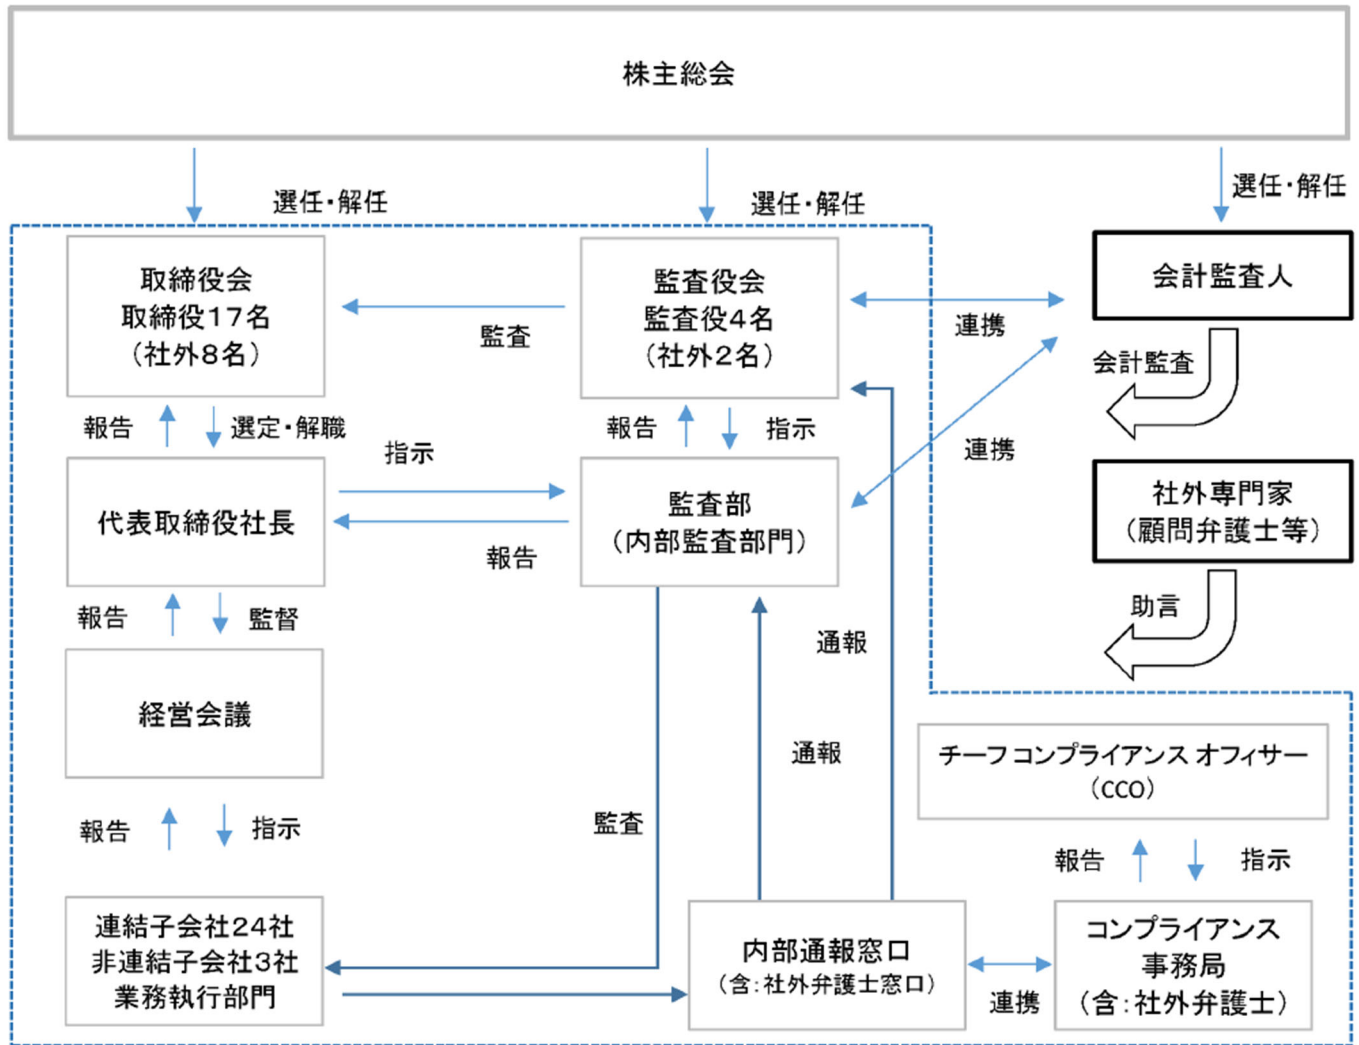 株主総会
選任・解任
選任・解任
選任・解任
取締役会
取締役17名
（社外8名）
監査
監査役会
監査役4名
（社外2名）
連携
会計監査人
会計監査
報告
選定・解職
報告
指示
連携
指示
代表取締役社長
報告
監査部
（内部監査部門）
社外専門家
（顧問弁護士等）
助言
報告
監督
通報
経営会議
通報
チーフコンプライアンス オフィサー
（CCO）
報告
指示
監査
報告
指示
連結子会社24社
非連結子会社3社
業務執行部門
内部通報窓口
（含：社外弁護士窓口）
連携
コンプライアンス
事務局
（含：社外弁護士）